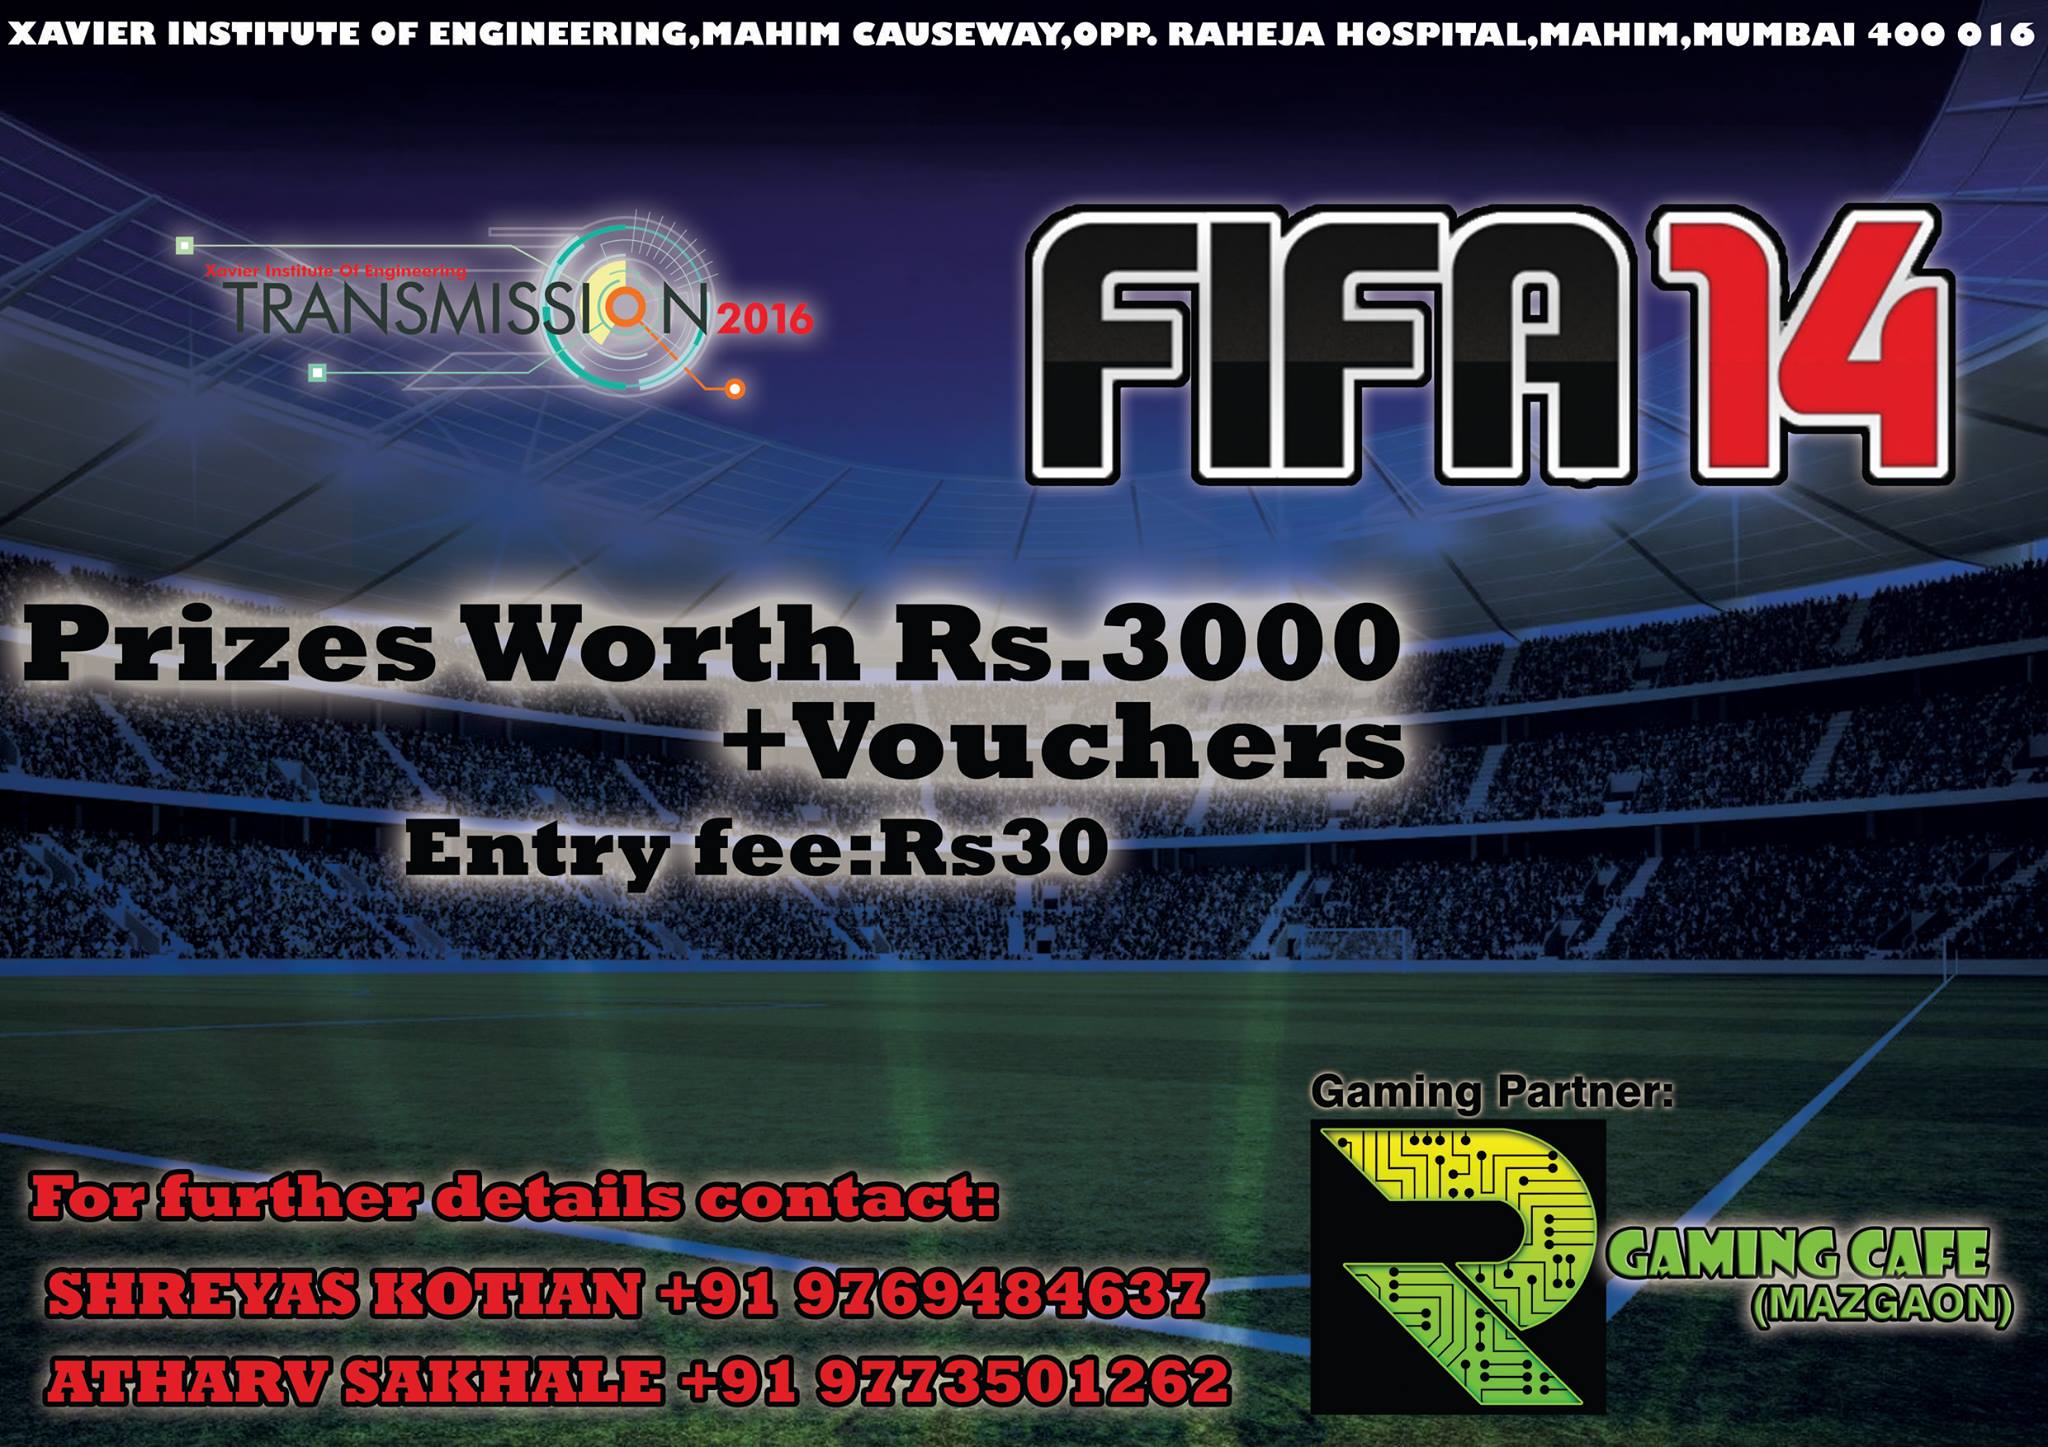 XAVIER INSTITUTE OF ENGINEERING,MAHIM CAUSEWAY,OPP. RAHEJA HOSPITAL,MAHIM,MUMBAI 400 016
Xavier Institute Of Engineering
TRANSMISSION 2016
FIFA 14
Prizes Worth Rs.3000
+Vouchers
Entry fee:Rs30
Gaming Partner:
R GAMING CAFE
(MAZGAON)
For further details contact:
SHREYAS KOTIAN +91 9769484637
ATHARV SAKHALE +91 9773501262